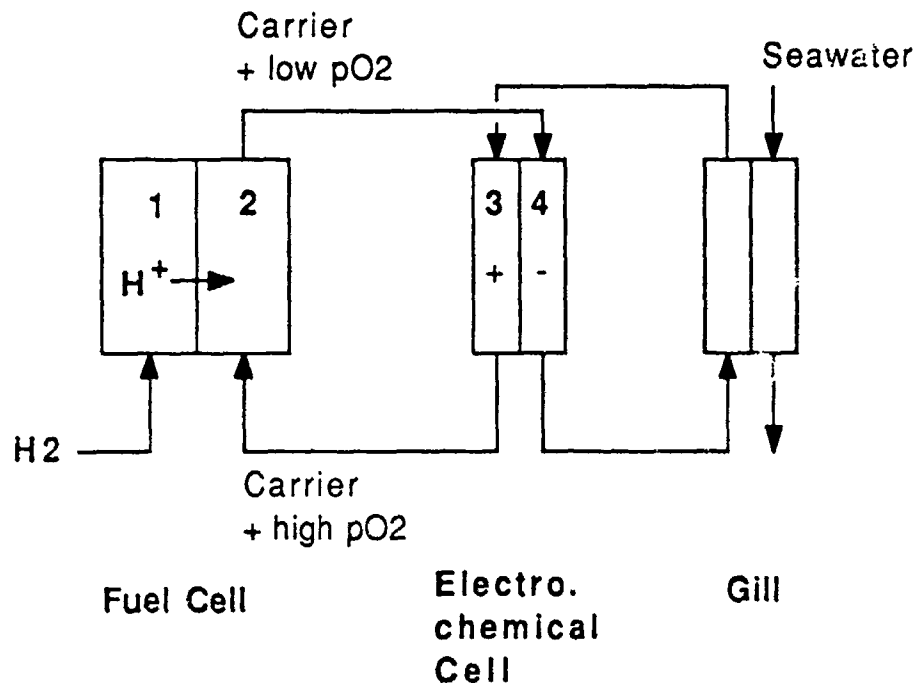 Carrier
+ low pO2
Seawater
1
2
3
4
H+
+
-
H2
Carrier
+ high pO2
Fuel Cell
Electro.
chemical
Cell
Gill